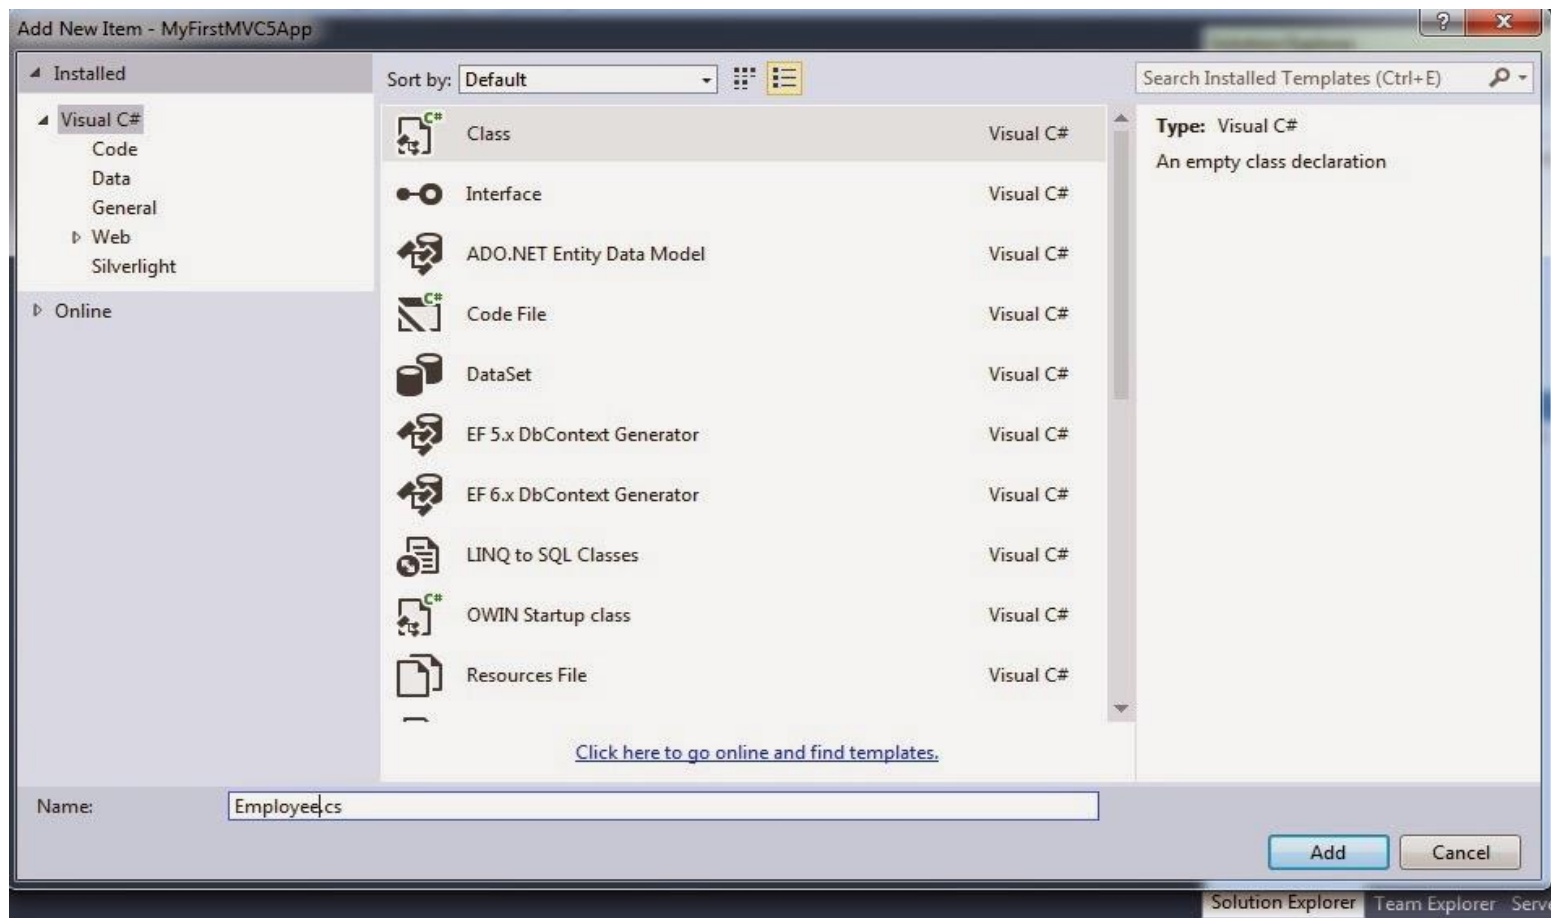 Add New Item - MyFirstMVC5App
?
Installed
Sort by: Default
Search Installed Templates (Ctrl+E)
Visual C#
Code
Data
General
Web
Silverlight
Online
C# Class Visual C#
Interface Visual C#
ADO.NET Entity Data Model Visual C#
C# Code File Visual C#
DataSet Visual C#
EF 5.x DbContext Generator Visual C#
EF 6.x DbContext Generator Visual C#
LINQ to SQL Classes Visual C#
C# OWIN Startup class Visual C#
Resources File Visual C#
Click here to go online and find templates.
Type: Visual C#
An empty class declaration
Name: Employee.cs
Add Cancel
Solution Explorer Team Explorer